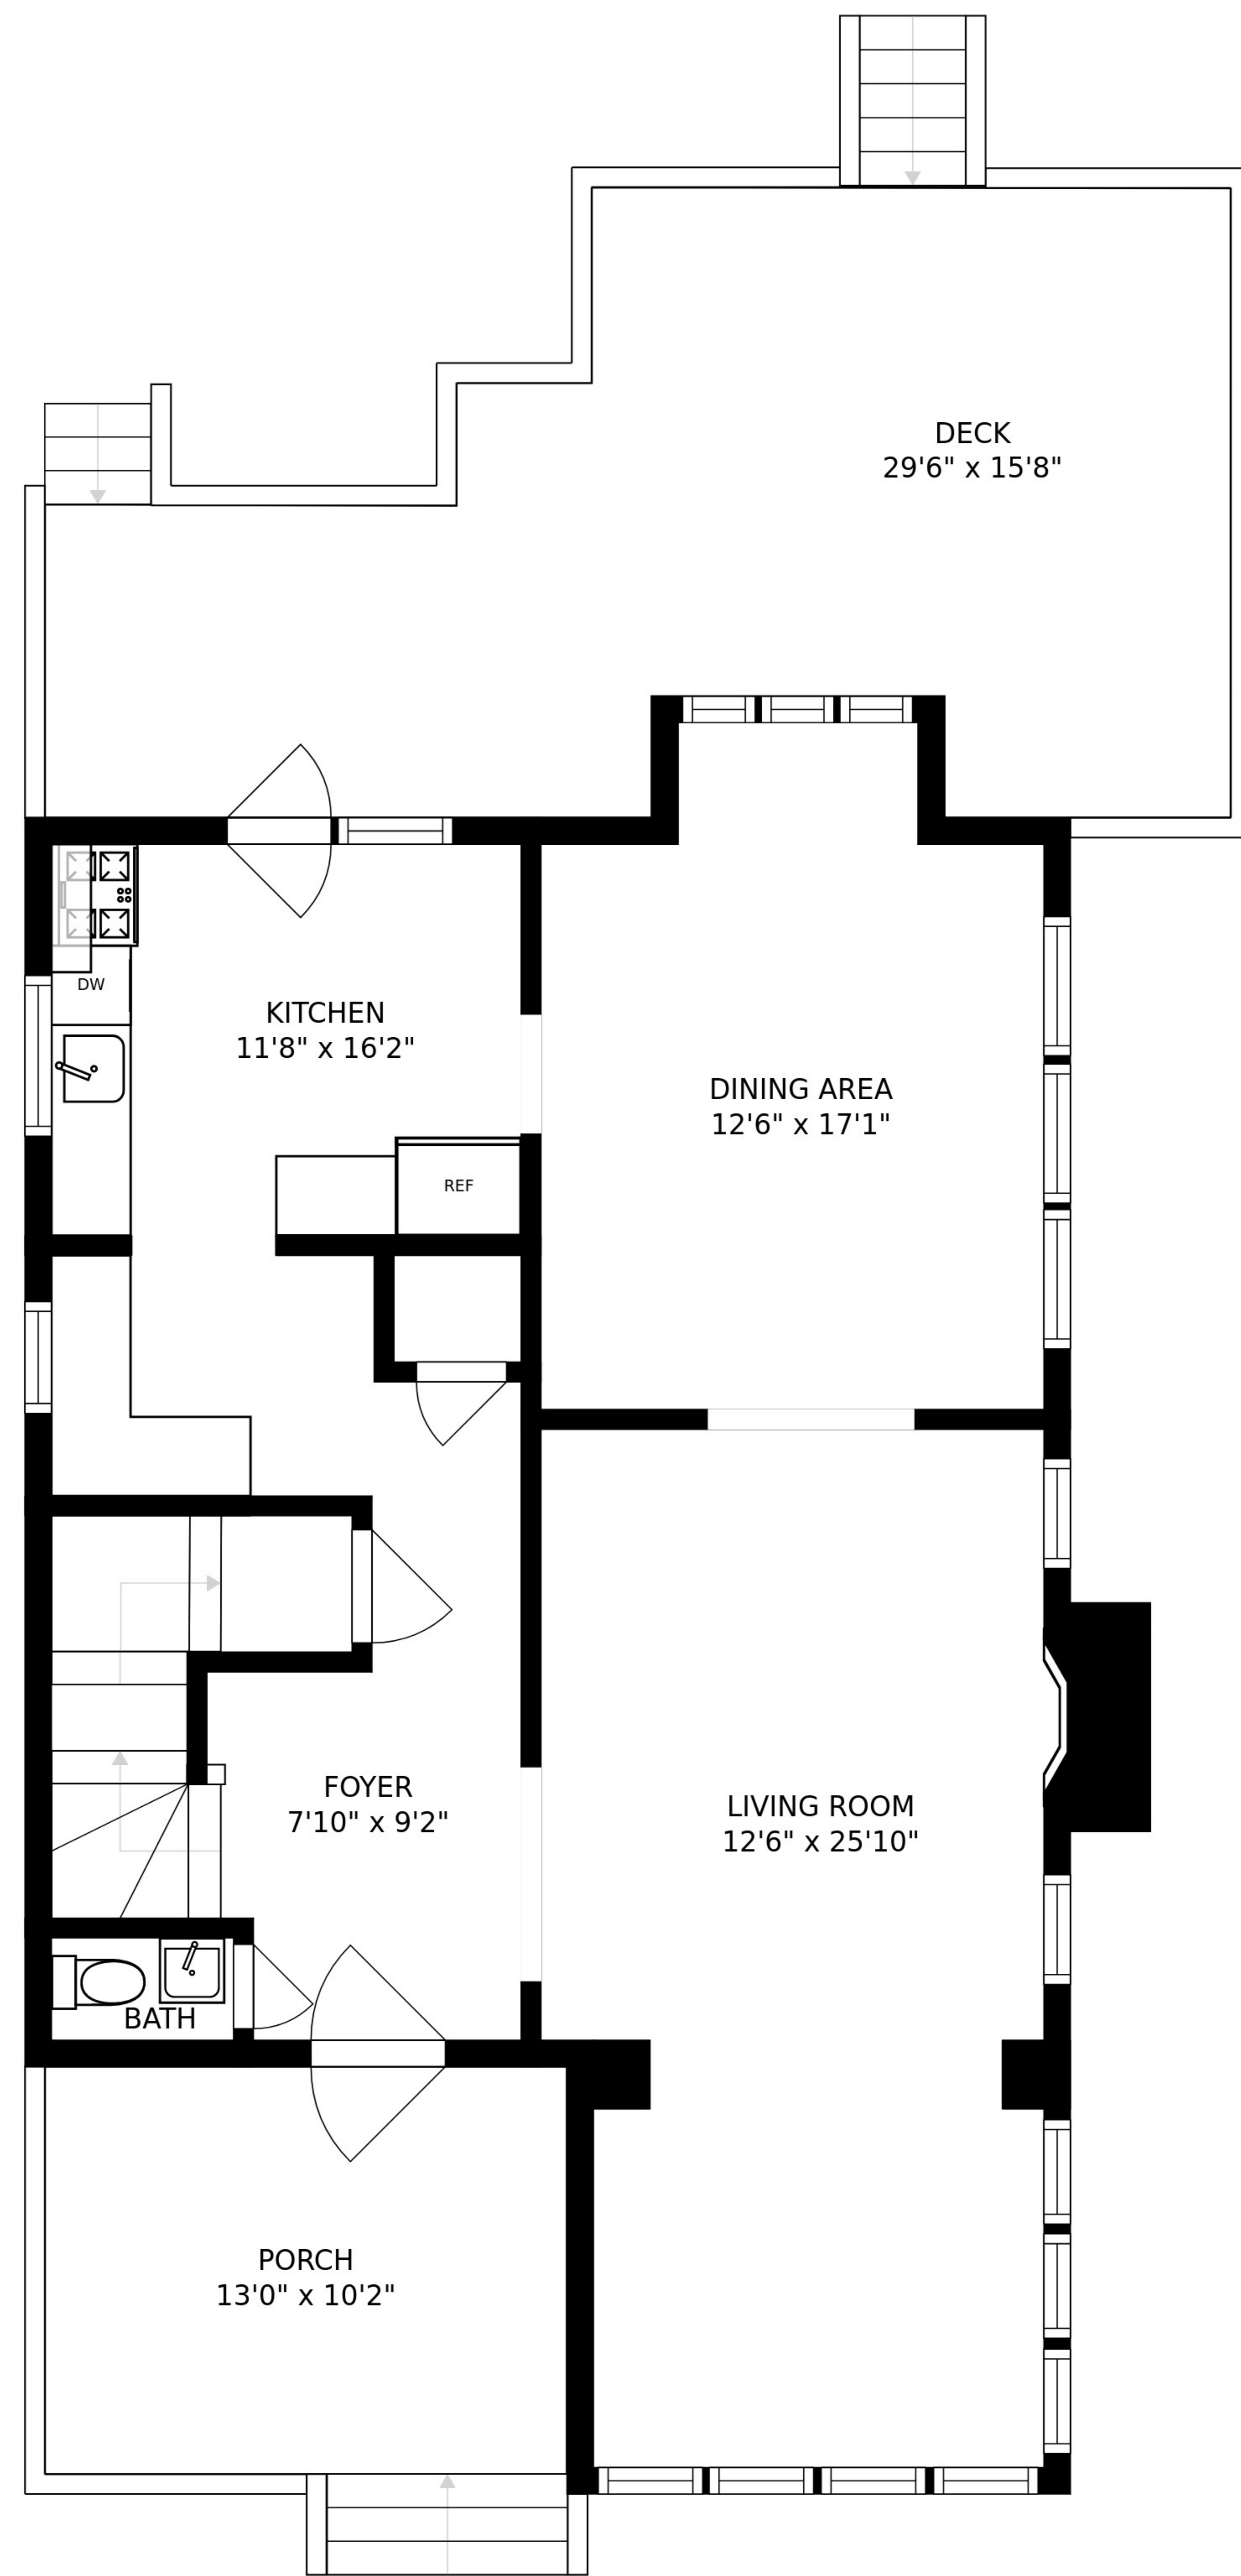 DECK
29'6" x 15'8"
DW
KITCHEN
11'8" x 16'2"
DINING AREA
12'6" x 17'1"
REF
FOYER
7'10" x 9'2"
LIVING ROOM
12'6" x 25'10"
BATH
PORCH
13'0" x 10'2"